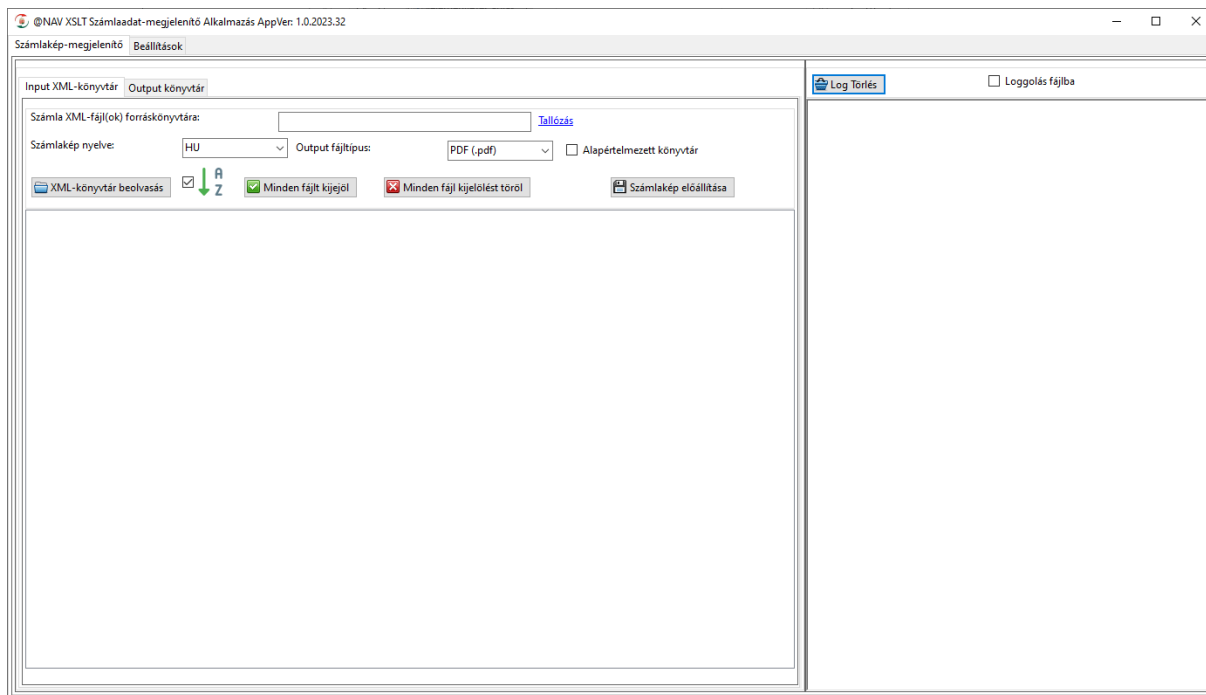 @NAV XSLT Számlaadat-megjelenítő Alkalmazás AppVer: 1.0.2023.32
Számlakép-megjelenítő Beállítások
Input XML-könyvtár Output könyvtár
Log Törlés Loggolás fájlba
Számla XML-fájl(ok) forráskönyvtára: Tallózás
Számlakép nyelve: HU Output fájltípus: PDF (.pdf) Alapértelmezett könyvtár
XML-könyvtár beolvasás A Z Minden fájlt kijejöl Minden fájl kijelölést töröl Számlakép előállítása